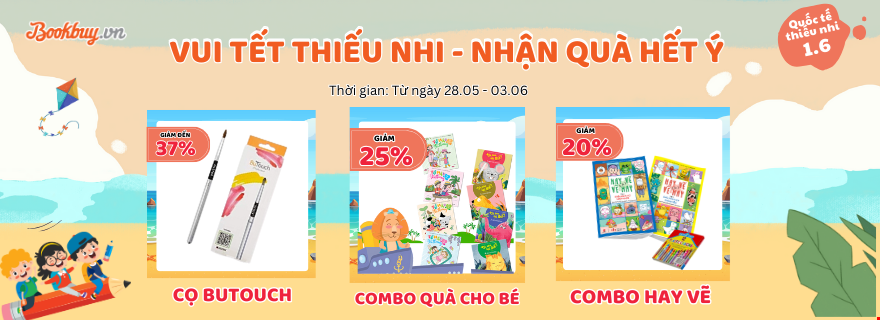 Bookbuy.vn
Quốc tế
thiếu nhi
1.6
VUI TẾT THIẾU NHI - NHẬN QUÀ HẾT Ý
Thời gian: Từ ngày 28.05 - 03.06
GIẢM ĐẾN
37%
GIẢM
25%
GIẢM
20%
CỌ BUTOUCH
COMBO QUÀ CHO BÉ
COMBO HAY VẼ